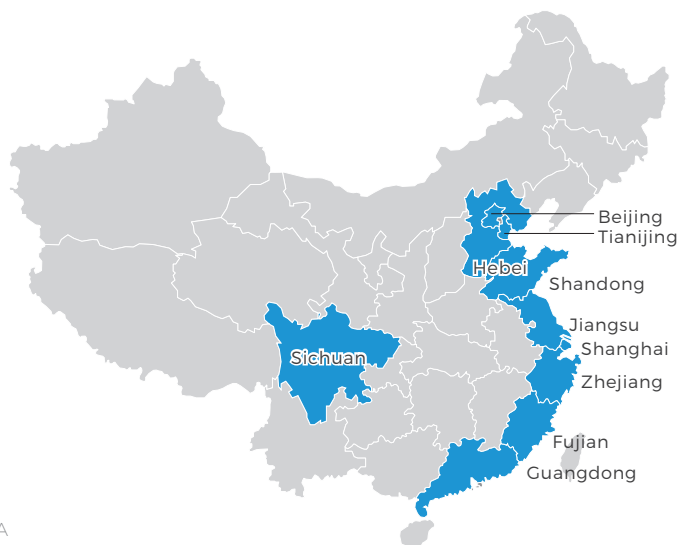 Beijing
Tianijing
Hebei
Shandong
Jiangsu
Shanghai
Sichuan
Zhejiang
Fujian
Guangdong
A